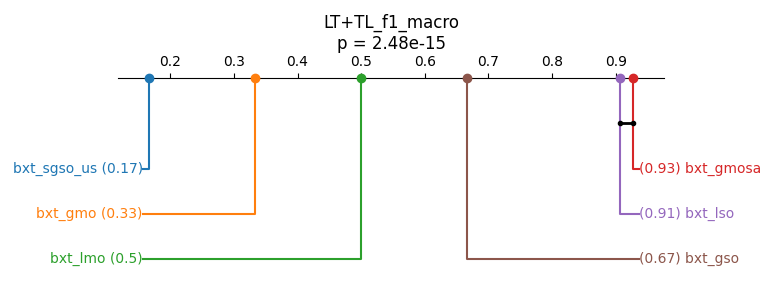 LT+TL_f1_macro
p = 2.48e-15
0.2 0.3 0.4 0.5 0.6 0.7 0.8 0.9
bxt_sgso_us (0.17) (0.93) bxt_gmosa
bxt_gmo (0.33) (0.91) bxt_lso
bxt_lmo (0.5) (0.67) bxt_gso